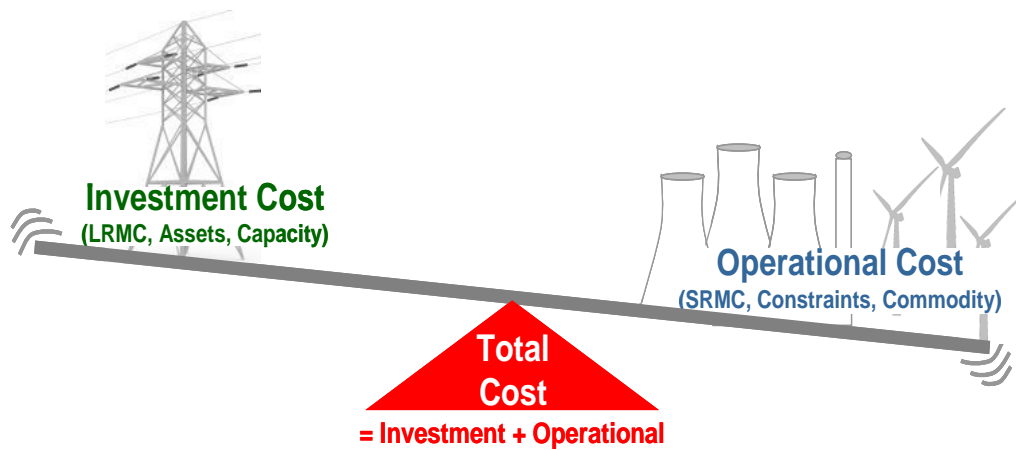 Investment Cost
(LRMC, Assets, Capacity)
Operational Cost
(SRMC, Constraints, Commodity)
Total
Cost
= Investment + Operational